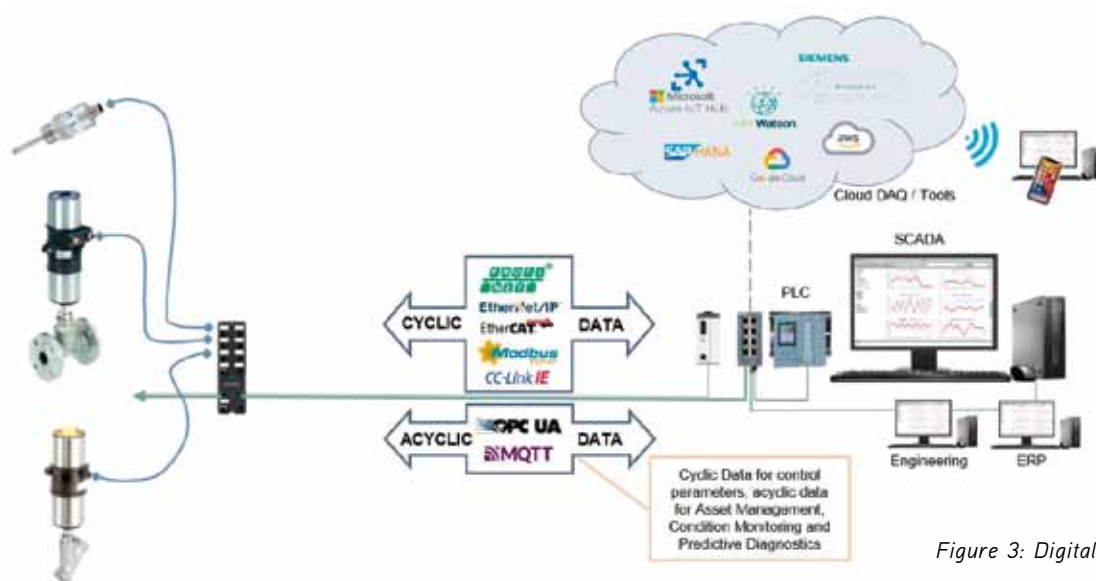 SIEMENS
Microsoft
Azure IoT Hub
Watson
SAP HANA
aws
Google Cloud
Cloud DAQ / Tools
SCADA
PLC
EtherNet/IP
EtherCAT
CYCLIC DATA
Modbus
CC-Link IE
ACYCLIC DATA
OPC UA
MQTT
Engineering
ERP
Cyclic Data for control
parameters, acyclic data
for Asset Management,
Condition Monitoring and
Predictive Diagnostics
Figure 3: Digital